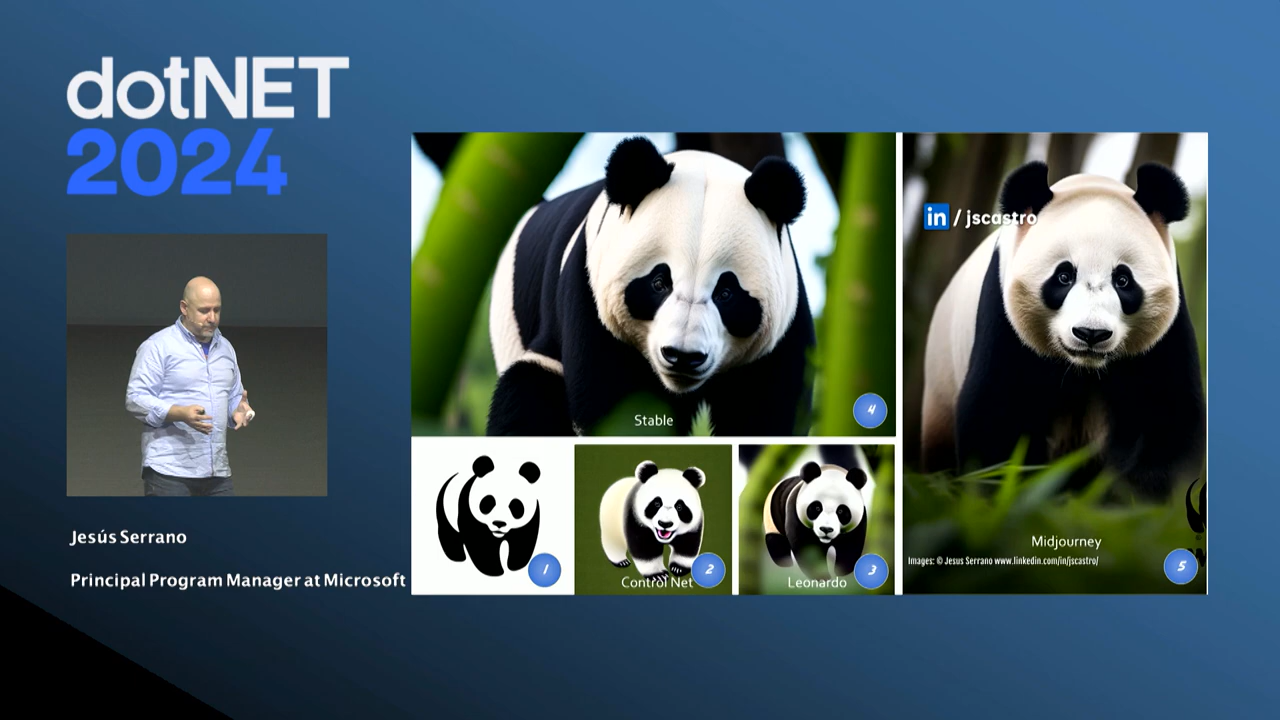 dotNET
2024
in / jscastro
Stable
4
1
Control Net
2
Leonardo
3
Midjourney
Images: © Jesus Serrano www.linkedin.com/in/jscastro/
5
Jesús Serrano
Principal Program Manager at Microsoft